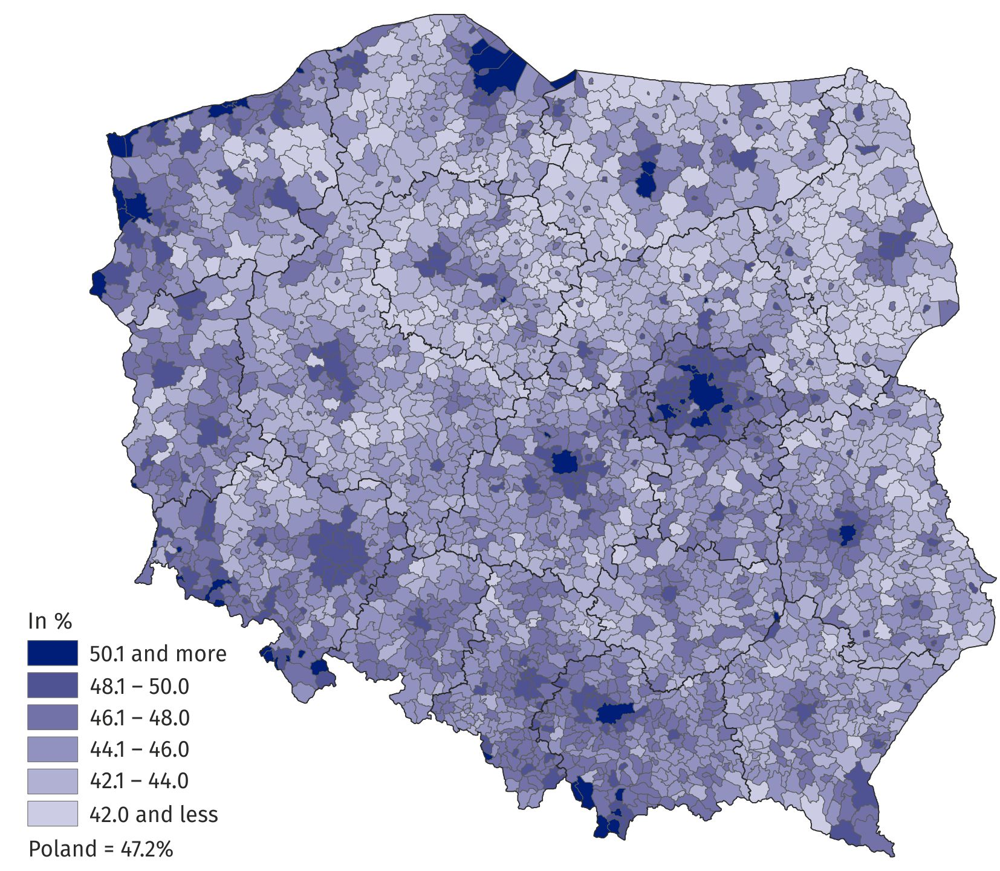 In %
50.1 and more
48.1 – 50.0
46.1 – 48.0
44.1 – 46.0
42.1 – 44.0
42.0 and less
Poland = 47.2%